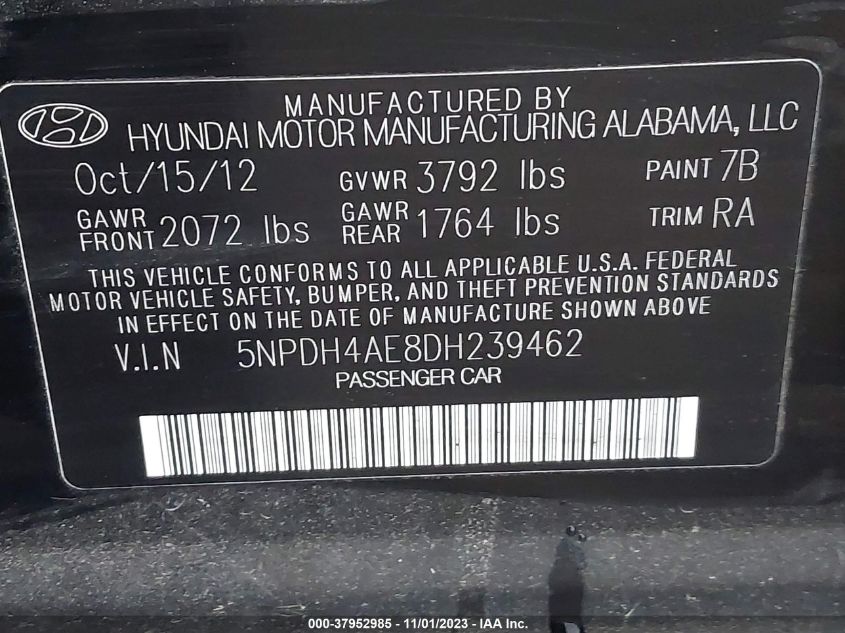 MANUFACTURED BY
HYUNDAI MOTOR MANUFACTURING ALABAMA, LLC
Oct/15/12 GVWR 3792 lbs PAINT 7B
GAWR FRONT 2072 lbs GAWR REAR 1764 lbs TRIM RA
THIS VEHICLE CONFORMS TO ALL APPLICABLE U.S.A. FEDERAL
MOTOR VEHICLE SAFETY, BUMPER, AND THEFT PREVENTION STANDARDS
IN EFFECT ON THE DATE OF MANUFACTURE SHOWN ABOVE
V.I.N 5NPDH4AE8DH239462
PASSENGER CAR
000-37952985 - 11/01/2023 - IAA Inc.